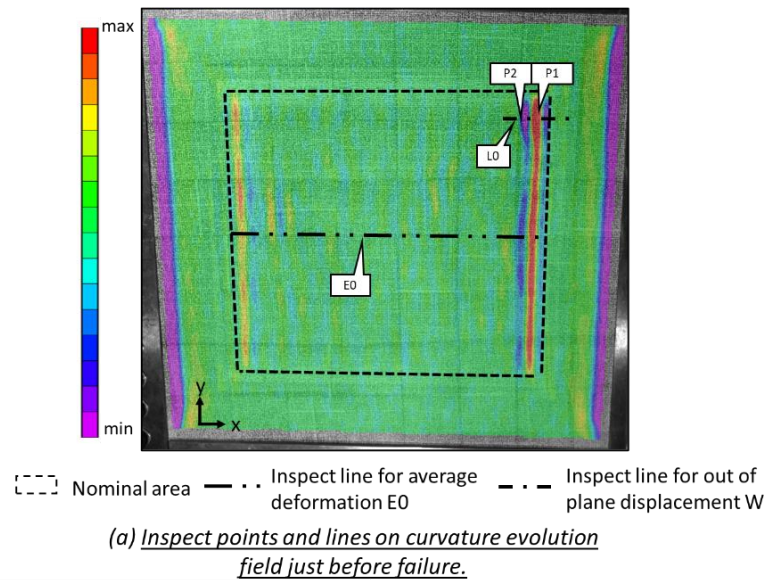 max
P2
P1
L0
E0
y
x
min
Nominal area
Inspect line for average
deformation E0
Inspect line for out of
plane displacement W
(a) Inspect points and lines on curvature evolution
field just before failure.